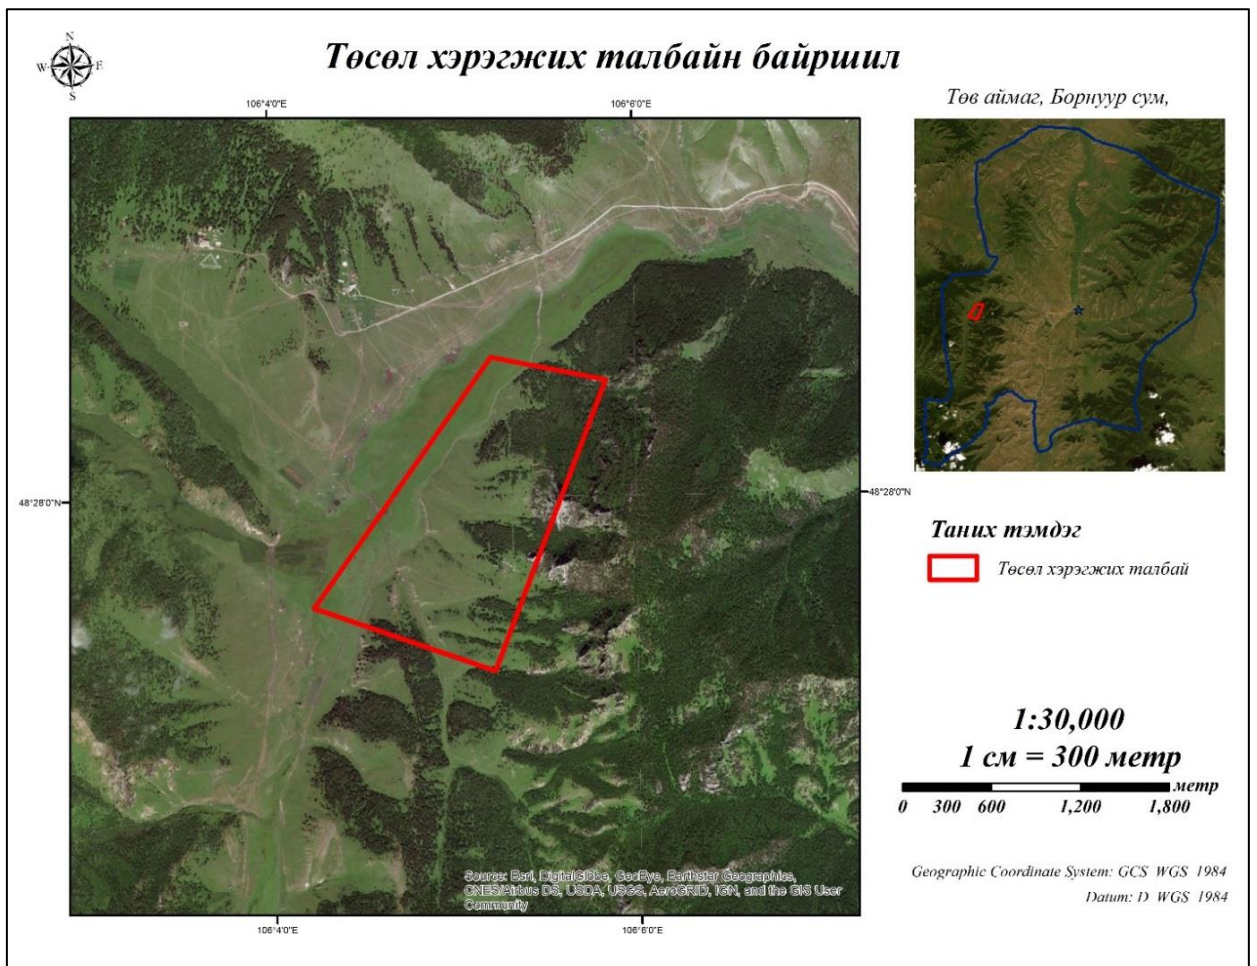 N
W E
S
Төсөл хэрэгжих талбайн байршил
106°4'0"E 106°6'0"E
Төв аймаг, Борнуур сум,
48°28'0"N 48°28'0"N
Таних тэмдэг
Төсөл хэрэгжих талбай
1:30,000
1 см = 300 метр
метр
0 300 600 1,200 1,800
Source: Esri, DigitalGlobe, GeoEye, Earthstar Geographics,
CNES/Airbus DS, USDA, USGS, AeroGRID, IGN, and the GIS User
Community
Geographic Coordinate System: GCS WGS 1984
Datum: D WGS 1984
106°4'0"E 106°6'0"E